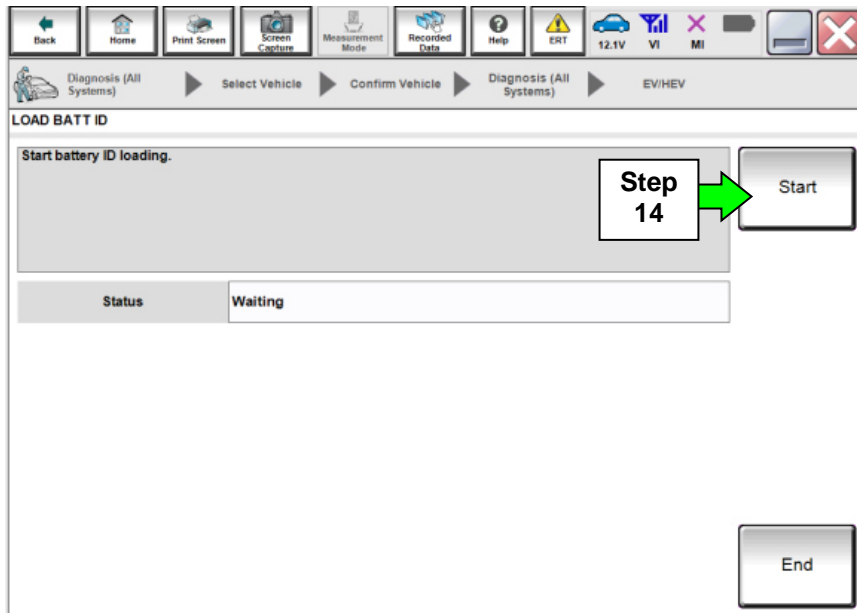 Back
Home
Print Screen
Screen
Capture
Measurement
Mode
Recorded
Data
Help
ERT
12.1V
VI
MI
Diagnosis (All
Systems)
Select Vehicle
Confirm Vehicle
Diagnosis (All
Systems)
EV/HEV
LOAD BATT ID
Start battery ID loading.
Step
14
Start
Status
Waiting
End